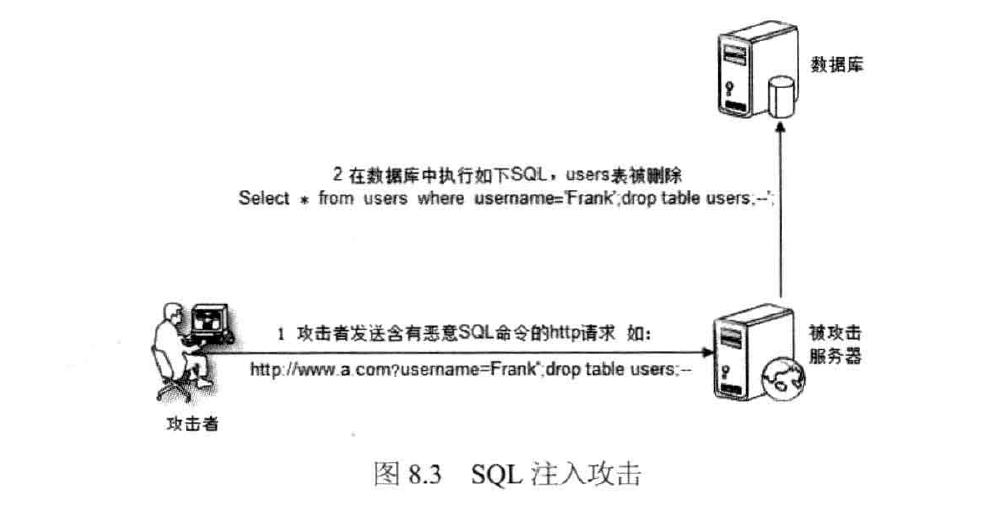 数据库
2 在数据库中执行如下SQL，users表被删除
Select * from users where username='Frank';drop table users;--';
1 攻击者发送含有恶意SQL命令的http请求 如:
http://www.a.com?username=Frank';drop table users;--
被攻击
服务器
攻击者
图 8.3 SQL 注入攻击